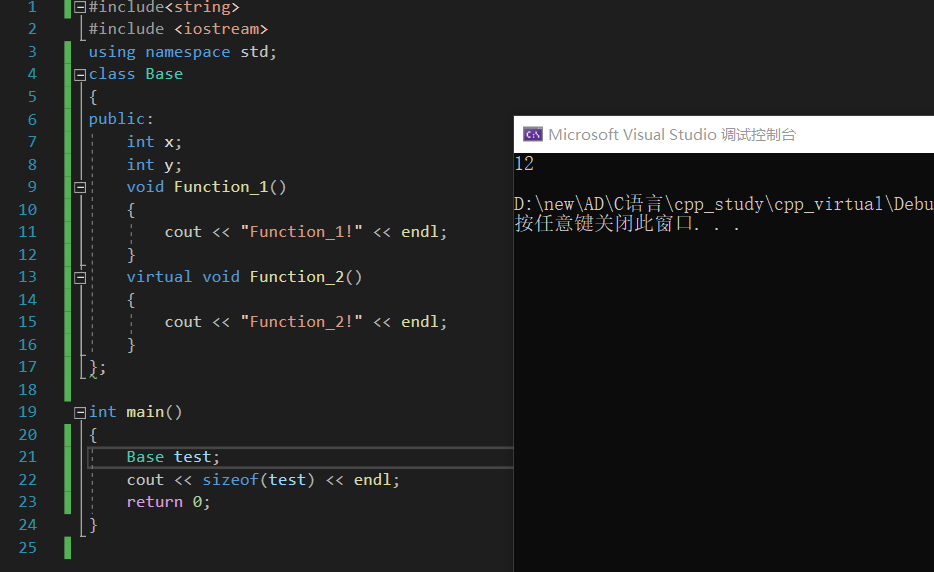 1 #include<string>
2 #include <iostream>
3 using namespace std;
4 class Base
5 {
6 public:
7 int x;
8 int y;
9 void Function_1()
10 {
11 cout << "Function_1!" << endl;
12 }
13 virtual void Function_2()
14 {
15 cout << "Function_2!" << endl;
16 }
17 };
18
19 int main()
20 {
21 Base test;
22 cout << sizeof(test) << endl;
23 return 0;
24 }
25
Microsoft Visual Studio 调试控制台
12
D:\new\AD\C语言\cpp_study\cpp_virtual\Debu
按任意键关闭此窗口. . .